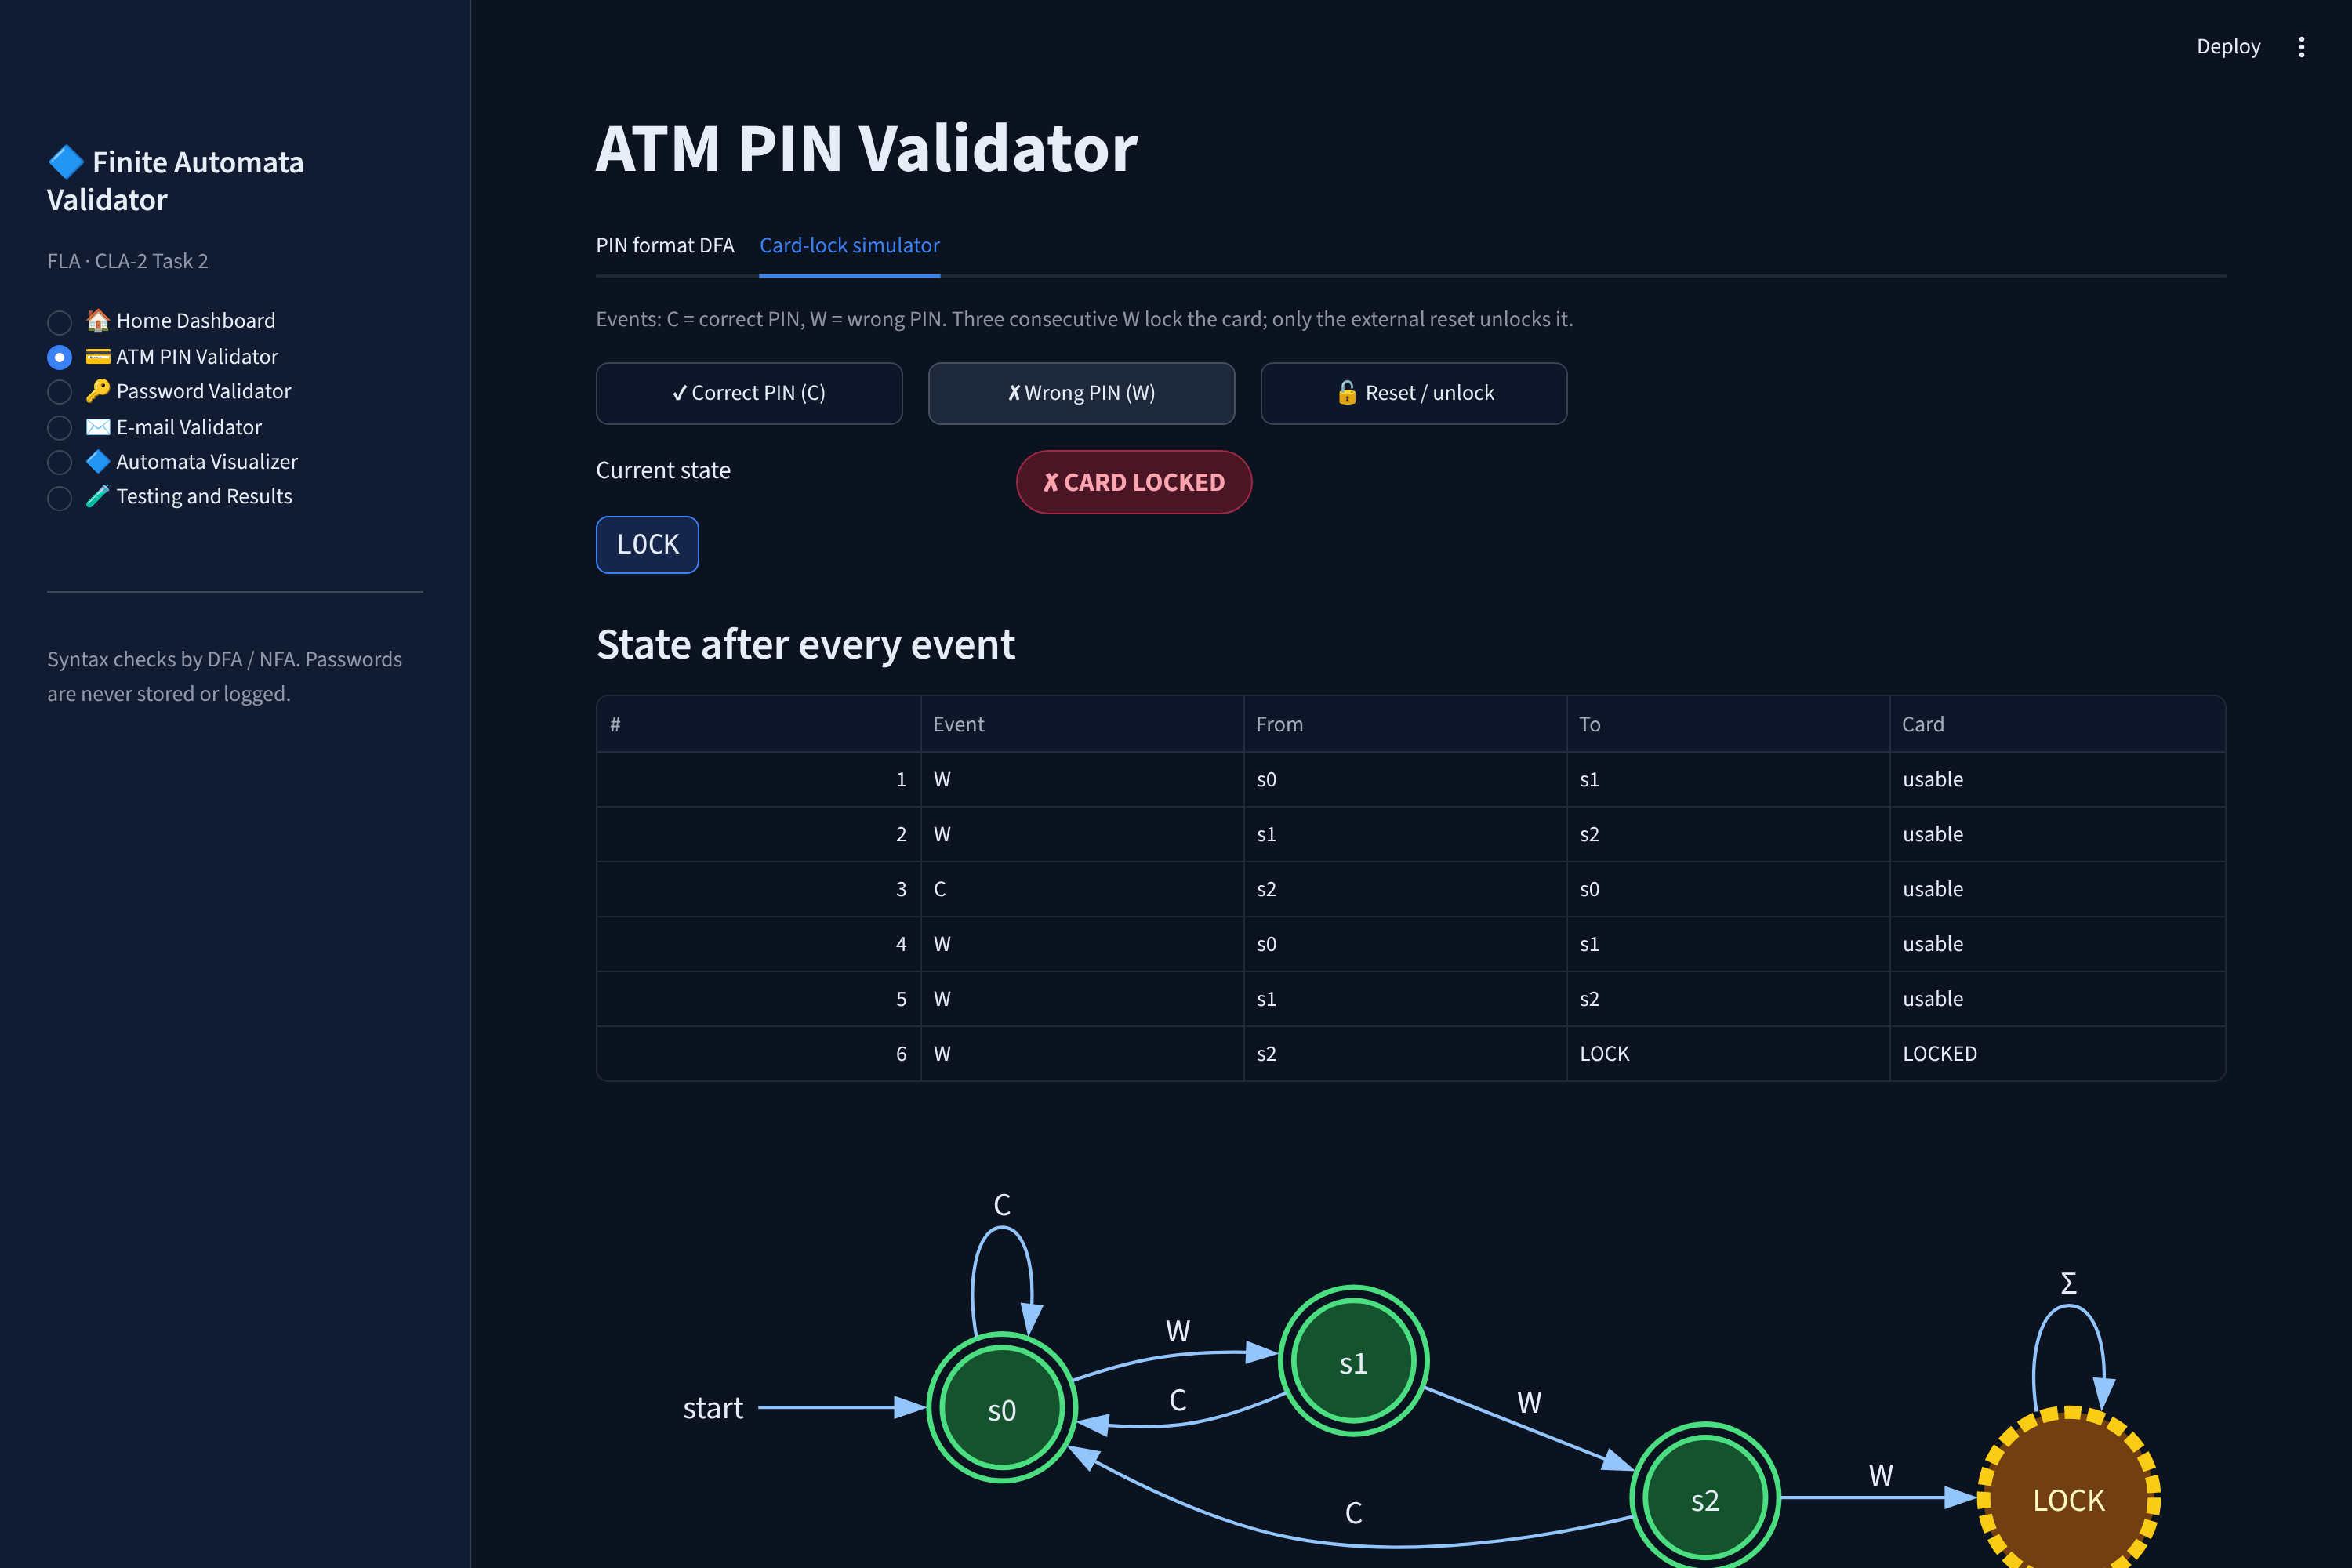 Deploy
🔷 Finite Automata
Validator
FLA · CLA-2 Task 2
🏠 Home Dashboard
💳 ATM PIN Validator
🔑 Password Validator
✉️ E-mail Validator
🔷 Automata Visualizer
🧪 Testing and Results
Syntax checks by DFA / NFA. Passwords
are never stored or logged.
ATM PIN Validator
PIN format DFA Card-lock simulator
Events: C = correct PIN, W = wrong PIN. Three consecutive W lock the card; only the external reset unlocks it.
✓ Correct PIN (C) ✗ Wrong PIN (W) 🔓 Reset / unlock
Current state
✗ CARD LOCKED
LOCK
State after every event
# Event From To Card
1 W s0 s1 usable
2 W s1 s2 usable
3 C s2 s0 usable
4 W s0 s1 usable
5 W s1 s2 usable
6 W s2 LOCK LOCKED
C
Σ
W
s1
C
W
start
s0
W
s2
LOCK
C